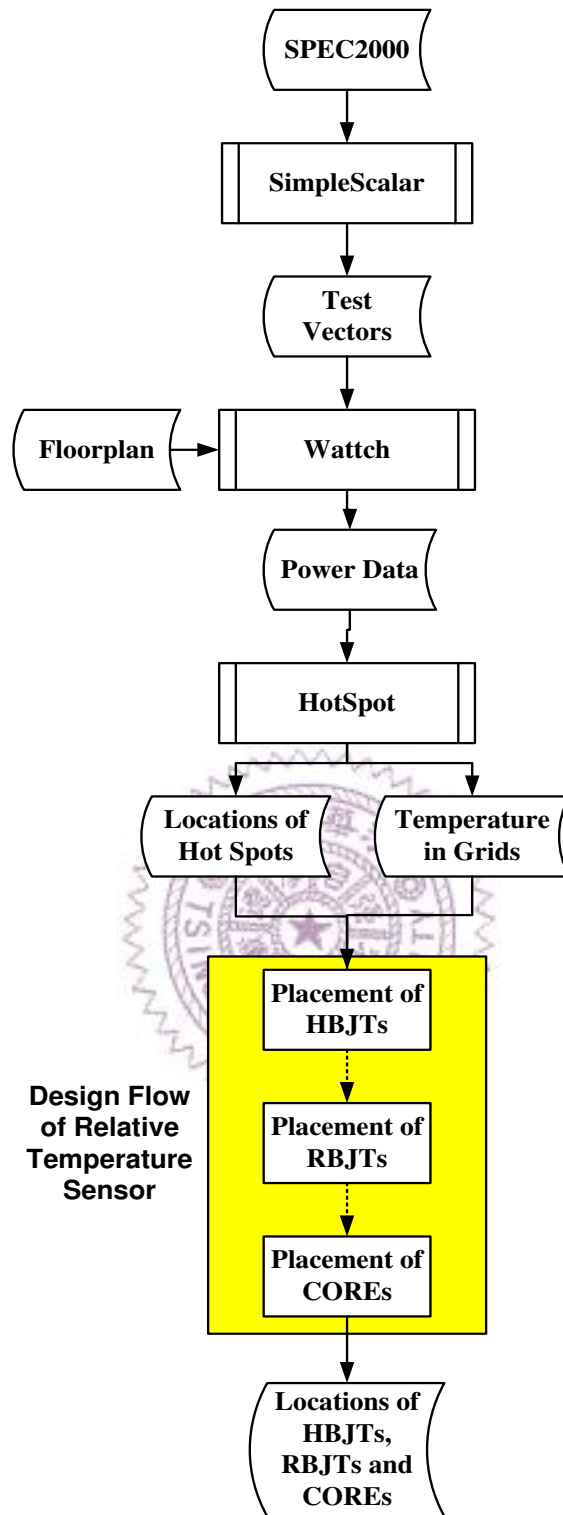 SPEC2000
SimpleScalar
Test
Vectors
Floorplan
Wattch
Power Data
HotSpot
Locations of
Hot Spots
Temperature
in Grids
Placement of
HBJTs
Design Flow
of Relative
Temperature
Sensor
Placement of
RBJTs
Placement of
COREs
Locations of
HBJTs,
RBJTs and
COREs